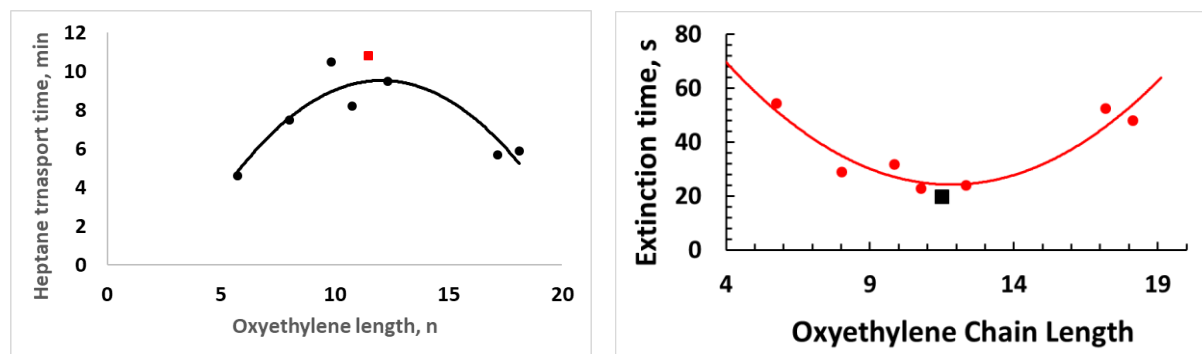 Heptane trnasport time, min
12
10
8
6
4
2
0
0 5 10 15 20
Oxyethylene length, n
Extinction time, s
80
60
40
20
0
4 9 14 19
Oxyethylene Chain Length